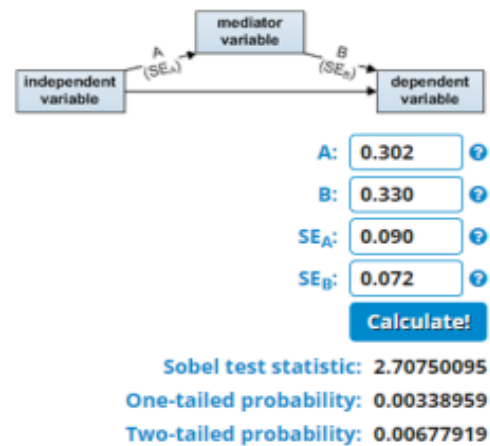 mediator
variable
A
(SEA)
B
(SEB)
independent
variable
dependent
variable
A: 0.302 ?
B: 0.330 ?
SEA: 0.090 ?
SEB: 0.072 ?
Calculate!
Sobel test statistic: 2.70750095
One-tailed probability: 0.00338959
Two-tailed probability: 0.00677919